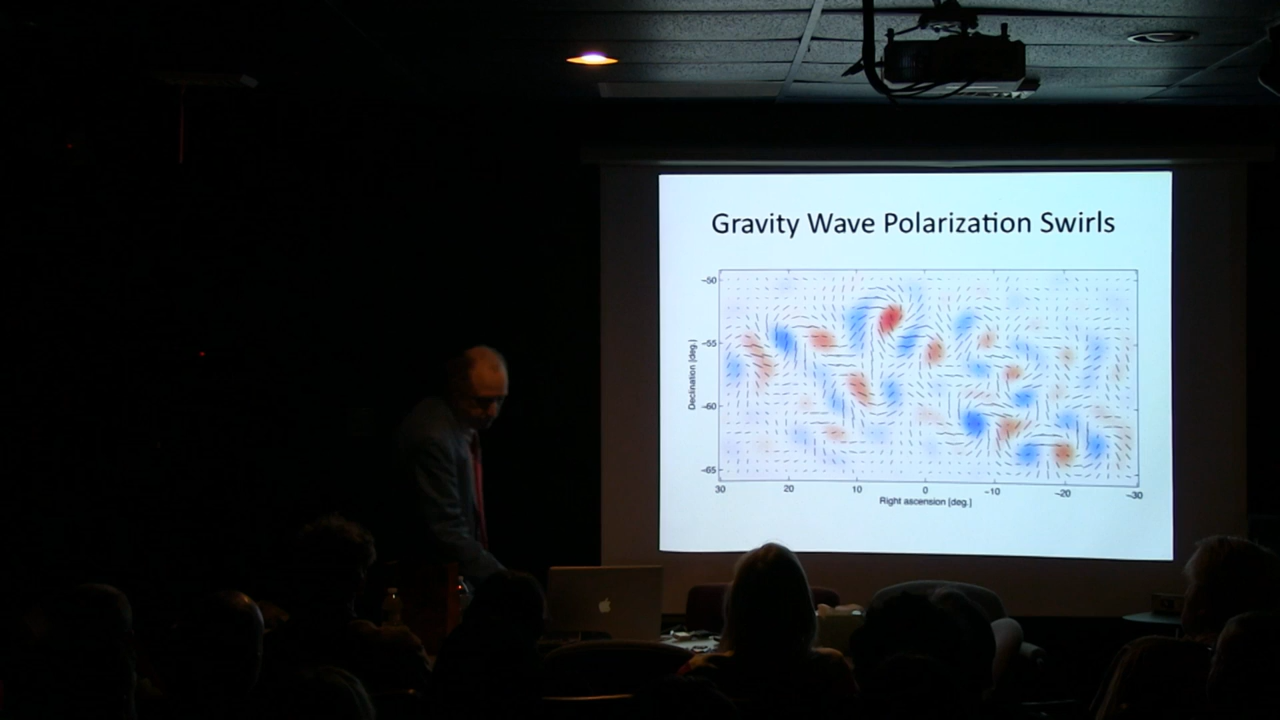 Gravity Wave Polarization Swirls
−50
−55
−60
−65
Declination [deg.]
30 20 10 0 −10 −20 −30
Right ascension [deg.]